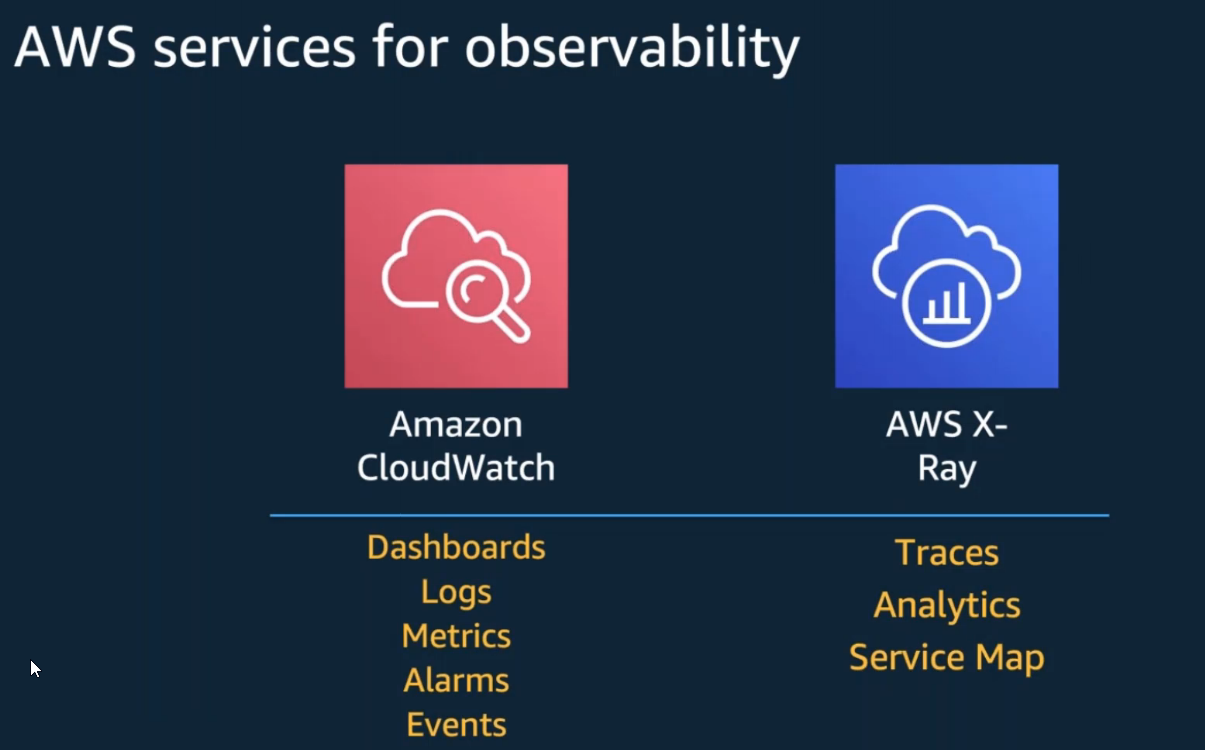 AWS services for observability
Amazon
CloudWatch
AWS X-
Ray
Dashboards
Logs
Metrics
Alarms
Events
Traces
Analytics
Service Map